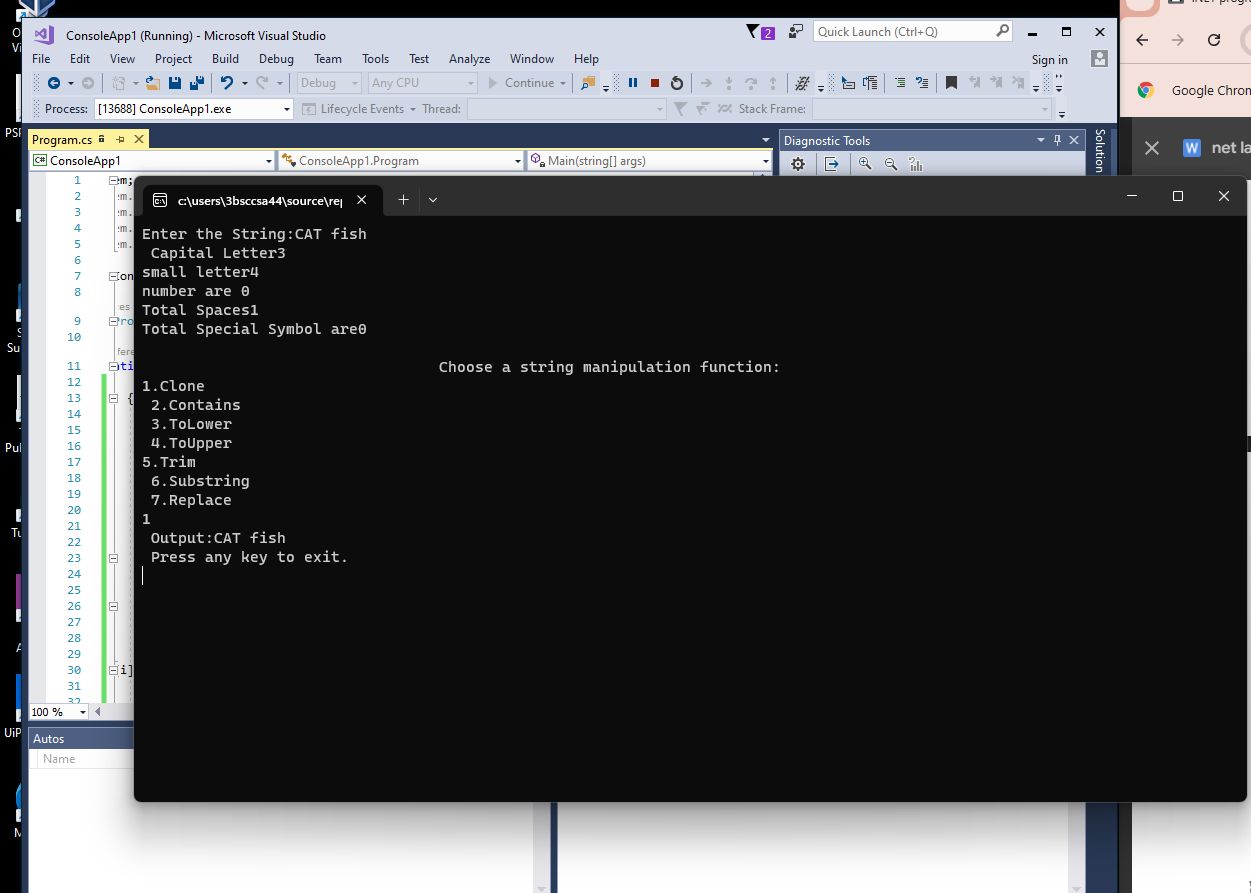 ConsoleApp1 (Running) - Microsoft Visual Studio
2
Quick Launch (Ctrl+Q)
File Edit View Project Build Debug Team Tools Test Analyze Window Help
Sign in
Debug Any CPU Continue
Process: [13688] ConsoleApp1.exe Lifecycle Events Thread: Stack Frame:
Program.cs
ConsoleApp1 ConsoleApp1.Program Main(string[] args)
Diagnostic Tools
Solution
Google Chrom
W net la
c:\users\3bsccsa44\source\rep
Enter the String:CAT fish
Capital Letter3
small letter4
number are 0
Total Spaces1
Total Special Symbol are0
Choose a string manipulation function:
1.Clone
2.Contains
3.ToLower
4.ToUpper
5.Trim
6.Substring
7.Replace
1
Output:CAT fish
Press any key to exit.
1
2
3
4
5
6
7
8
9
10
11
12
13
14
15
16
17
18
19
20
21
22
23
24
25
26
27
28
29
30
31
32
100 %
Autos
Name
PSP
Su
Pul
Tu
UiP